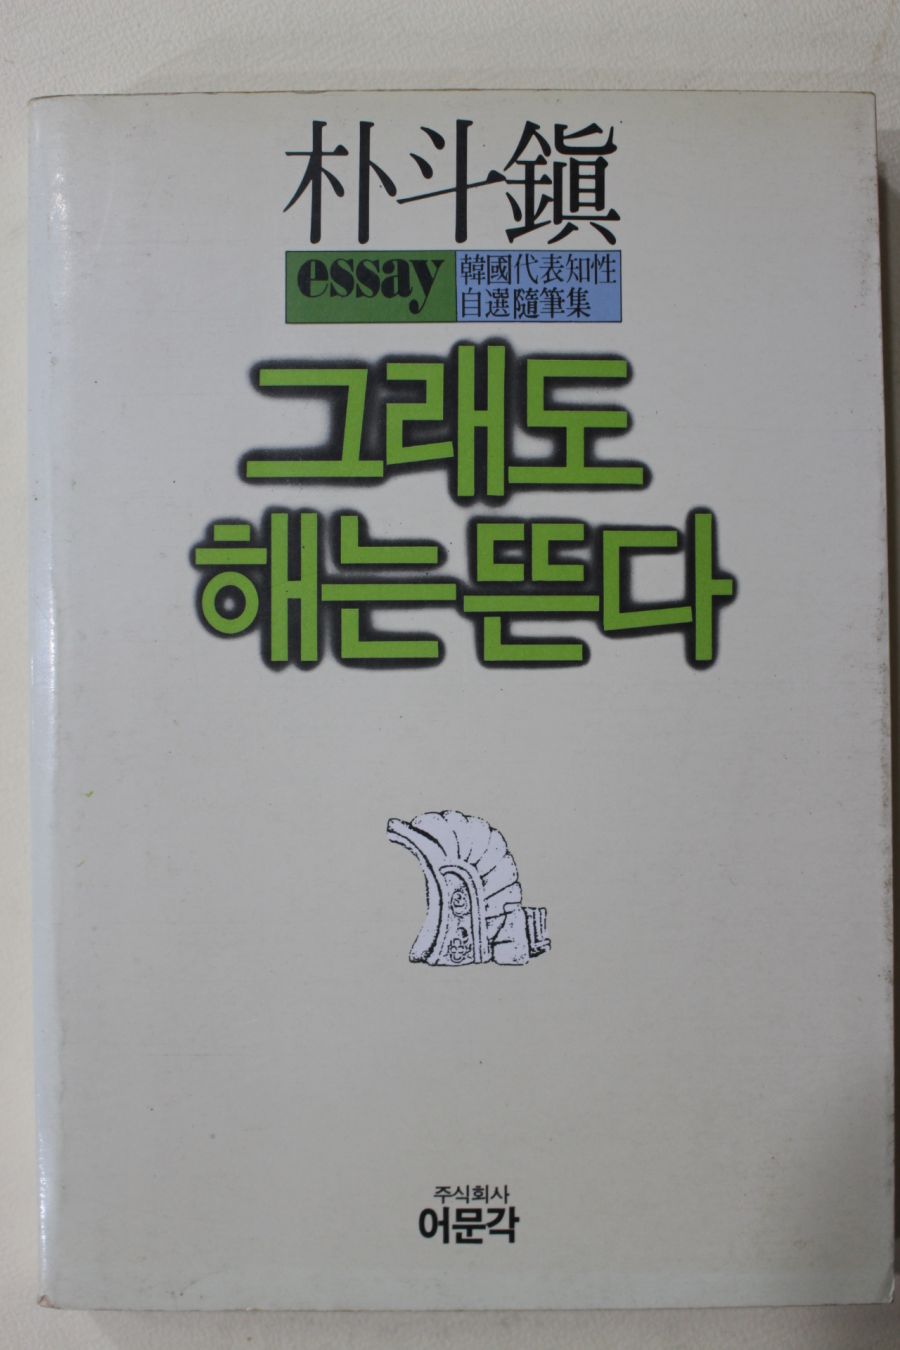 朴斗鎭
essay
韓國代表知性
自選隨筆集
그래도
해는 뜬다
주식회사
어문각